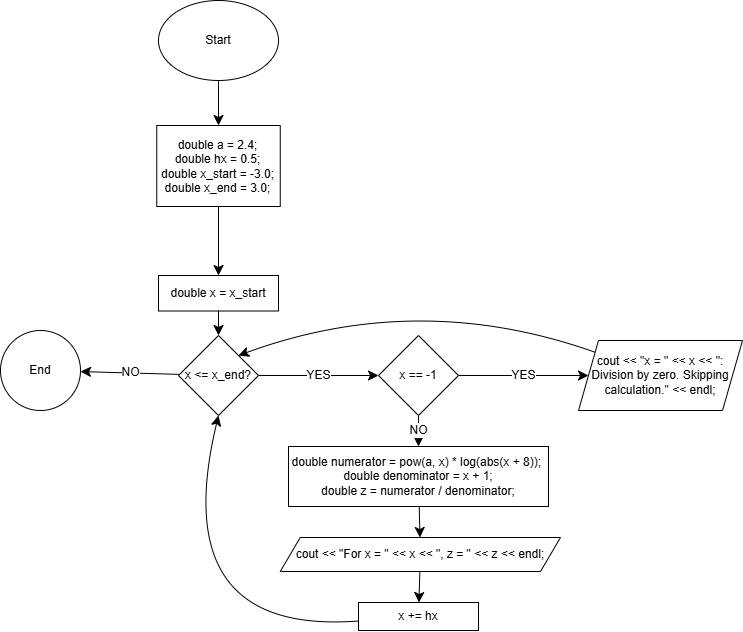 Start
double a = 2.4;
double hx = 0.5;
double x_start = -3.0;
double x_end = 3.0;
double x = x_start
End
NO
x <= x_end?
YES
x == -1
YES
cout << "x = " << x << ":
Division by zero. Skipping
calculation." << endl;
NO
double numerator = pow(a, x) * log(abs(x + 8));
double denominator = x + 1;
double z = numerator / denominator;
cout << "For x = " << x << ", z = " << z << endl;
x += hx